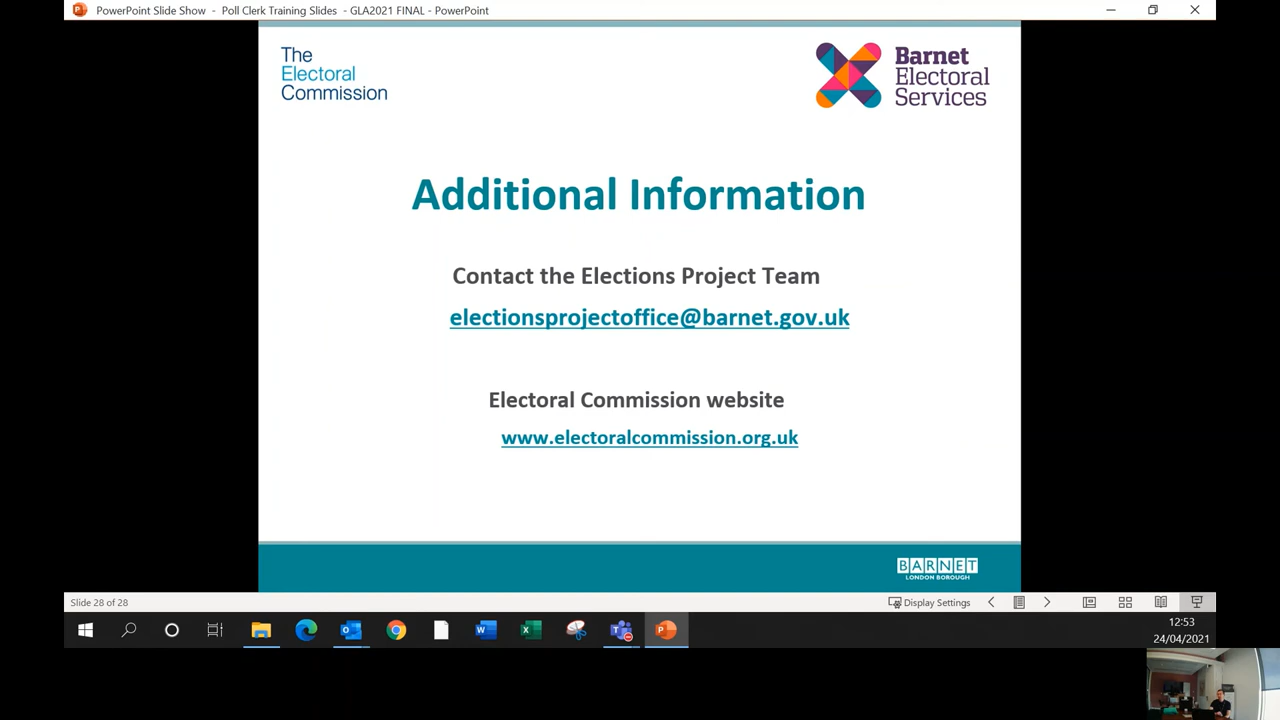 PowerPoint Slide Show - Poll Clerk Training Slides - GLA2021 FINAL - PowerPoint
The
Electoral
Commission
Barnet
Electoral
Services
Additional Information
Contact the Elections Project Team
electionsprojectoffice@barnet.gov.uk
Electoral Commission website
www.electoralcommission.org.uk
BARNET
LONDON BOROUGH
Slide 28 of 28
Display Settings
12:53
24/04/2021